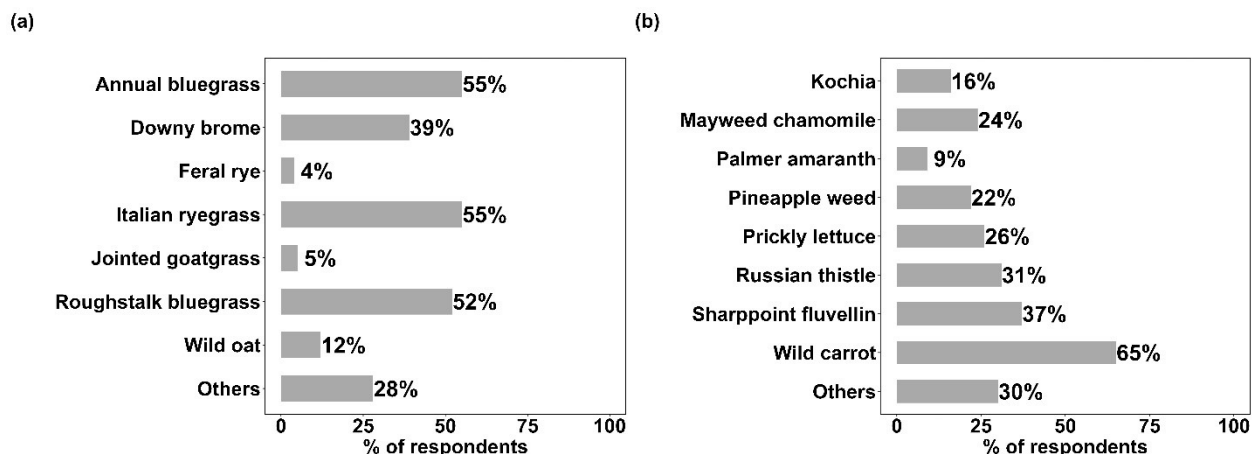 (a)
Annual bluegrass 55%
Downy brome 39%
Feral rye 4%
Italian ryegrass 55%
Jointed goatgrass 5%
Roughstalk bluegrass 52%
Wild oat 12%
Others 28%
0 25 50 75 100
% of respondents
(b)
Kochia 16%
Mayweed chamomile 24%
Palmer amaranth 9%
Pineapple weed 22%
Prickly lettuce 26%
Russian thistle 31%
Sharppoint fluvellin 37%
Wild carrot 65%
Others 30%
0 25 50 75 100
% of respondents